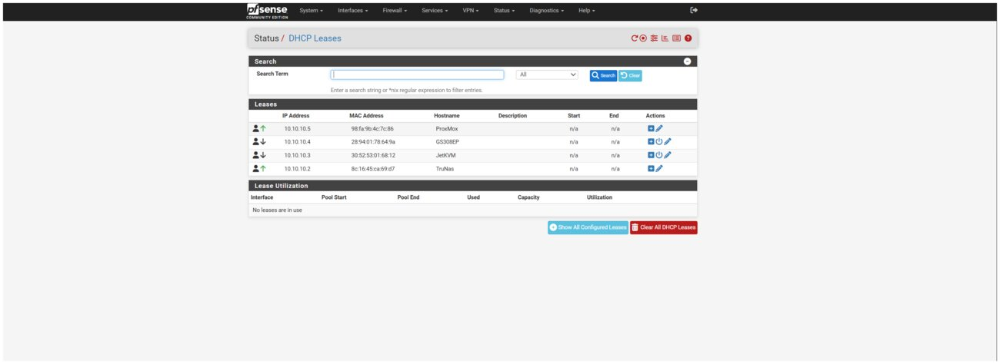 pfsense System Interfaces Firewall Services VPN Status Diagnostics Help
COMMUNITY EDITION
Status / DHCP Leases
Search
Search Term All Search Clear
Enter a search string or *nix regular expression to filter entries.
Leases
IP Address MAC Address Hostname Description Start End Actions
10.10.10.5 98:fa:9b:4c:7c:86 ProxMox n/a n/a
10.10.10.4 28:94:01:78:64:9a GS308EP n/a n/a
10.10.10.3 30:52:53:01:68:12 JetKVM n/a n/a
10.10.10.2 8c:16:45:ca:69:d7 TruNas n/a n/a
Lease Utilization
Interface Pool Start Pool End Used Capacity Utilization
No leases are in use
Show All Configured Leases Clear All DHCP Leases